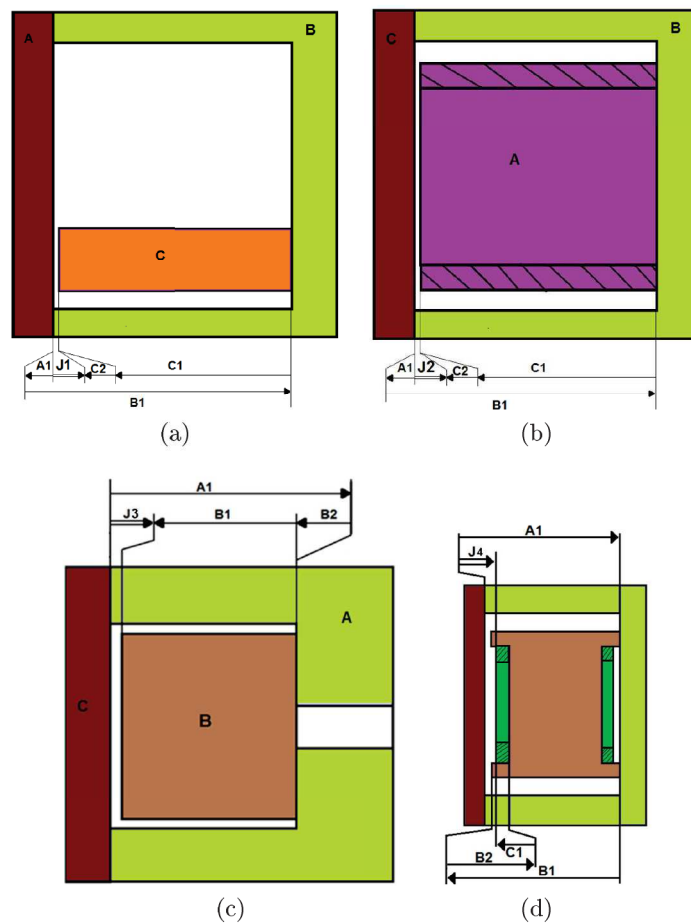 A B
C
A1 J1 C2 C1
B1
(a)
C B
A
A1 J2 C2 C1
B1
(b)
A1
J3 B1 B2
A
C B
(c)
A1
J4
C1
B2
B1
(d)